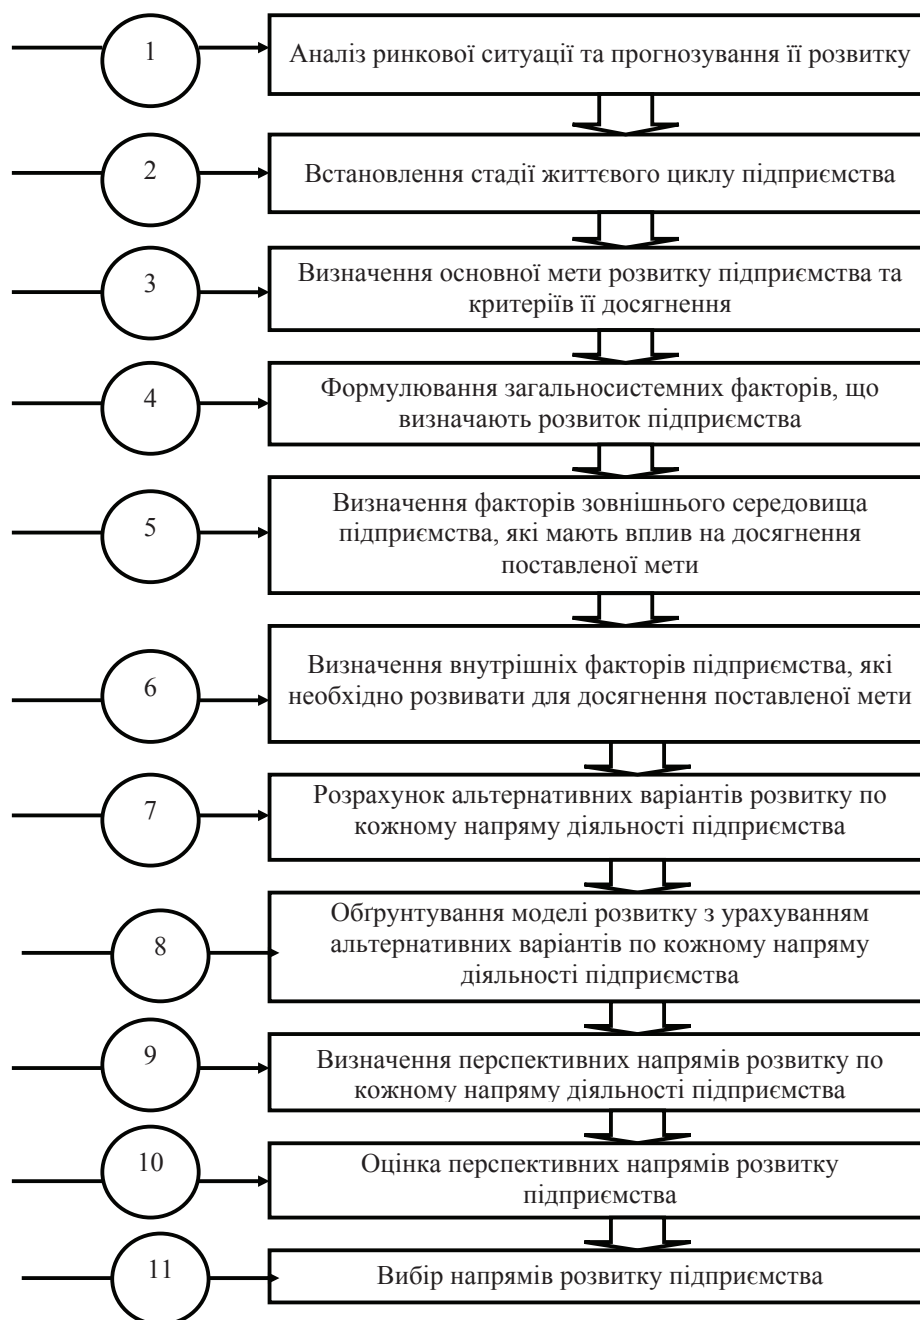 1
Аналіз ринкової ситуації та прогнозування її розвитку
2
Встановлення стадії життєвого циклу підприємства
3
Визначення основної мети розвитку підприємства та
критеріїв її досягнення
4
Формулювання загальносистемних факторів, що
визначають розвиток підприємства
5
Визначення факторів зовнішнього середовища
підприємства, які мають вплив на досягнення
поставленої мети
6
Визначення внутрішніх факторів підприємства, які
необхідно розвивати для досягнення поставленої мети
7
Розрахунок альтернативних варіантів розвитку по
кожному напряму діяльності підприємства
8
Обґрунтування моделі розвитку з урахуванням
альтернативних варіантів по кожному напряму
діяльності підприємства
9
Визначення перспективних напрямів розвитку по
кожному напряму діяльності підприємства
10
Оцінка перспективних напрямів розвитку
підприємства
11
Вибір напрямів розвитку підприємства